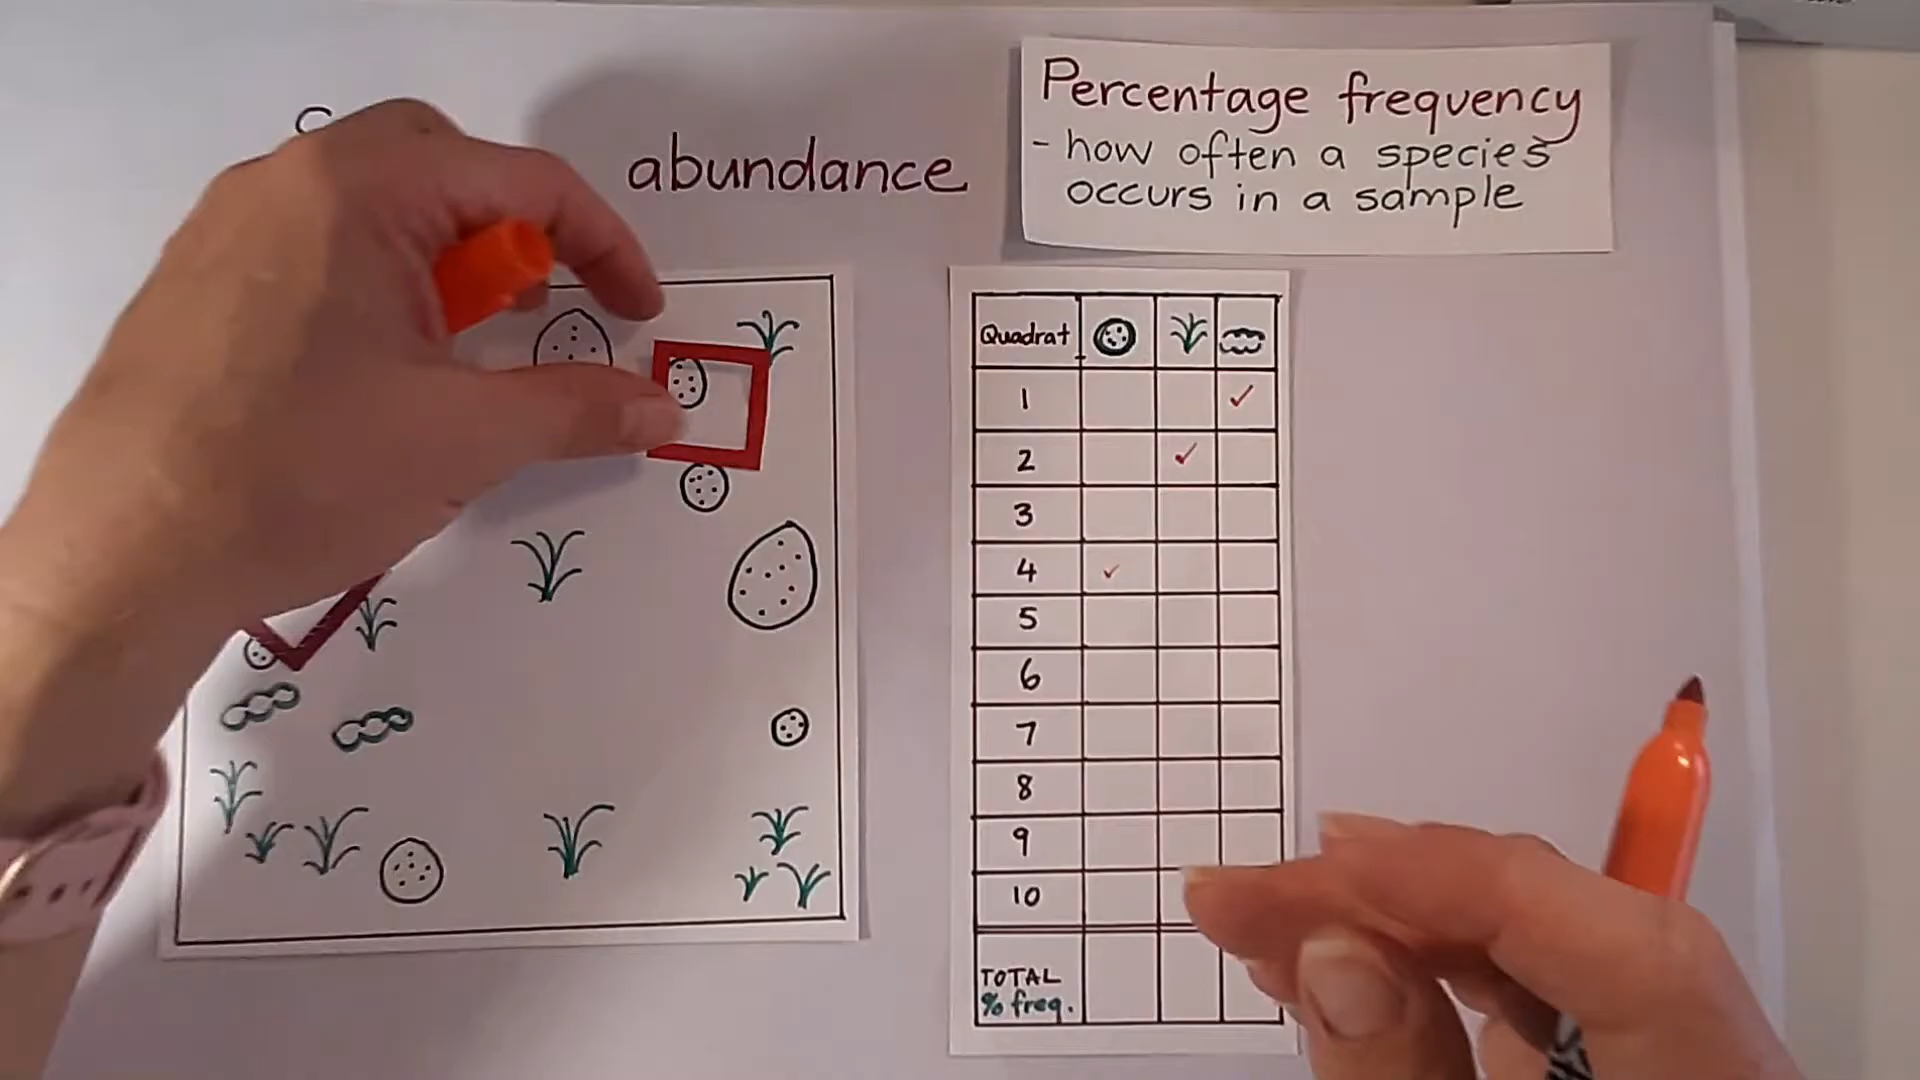 abundance
Percentage frequency
- how often a species
occurs in a sample
Quadrat
1 ✓
2 ✓
3
4 ✓
5
6
7
8
9
10
TOTAL
% freq.